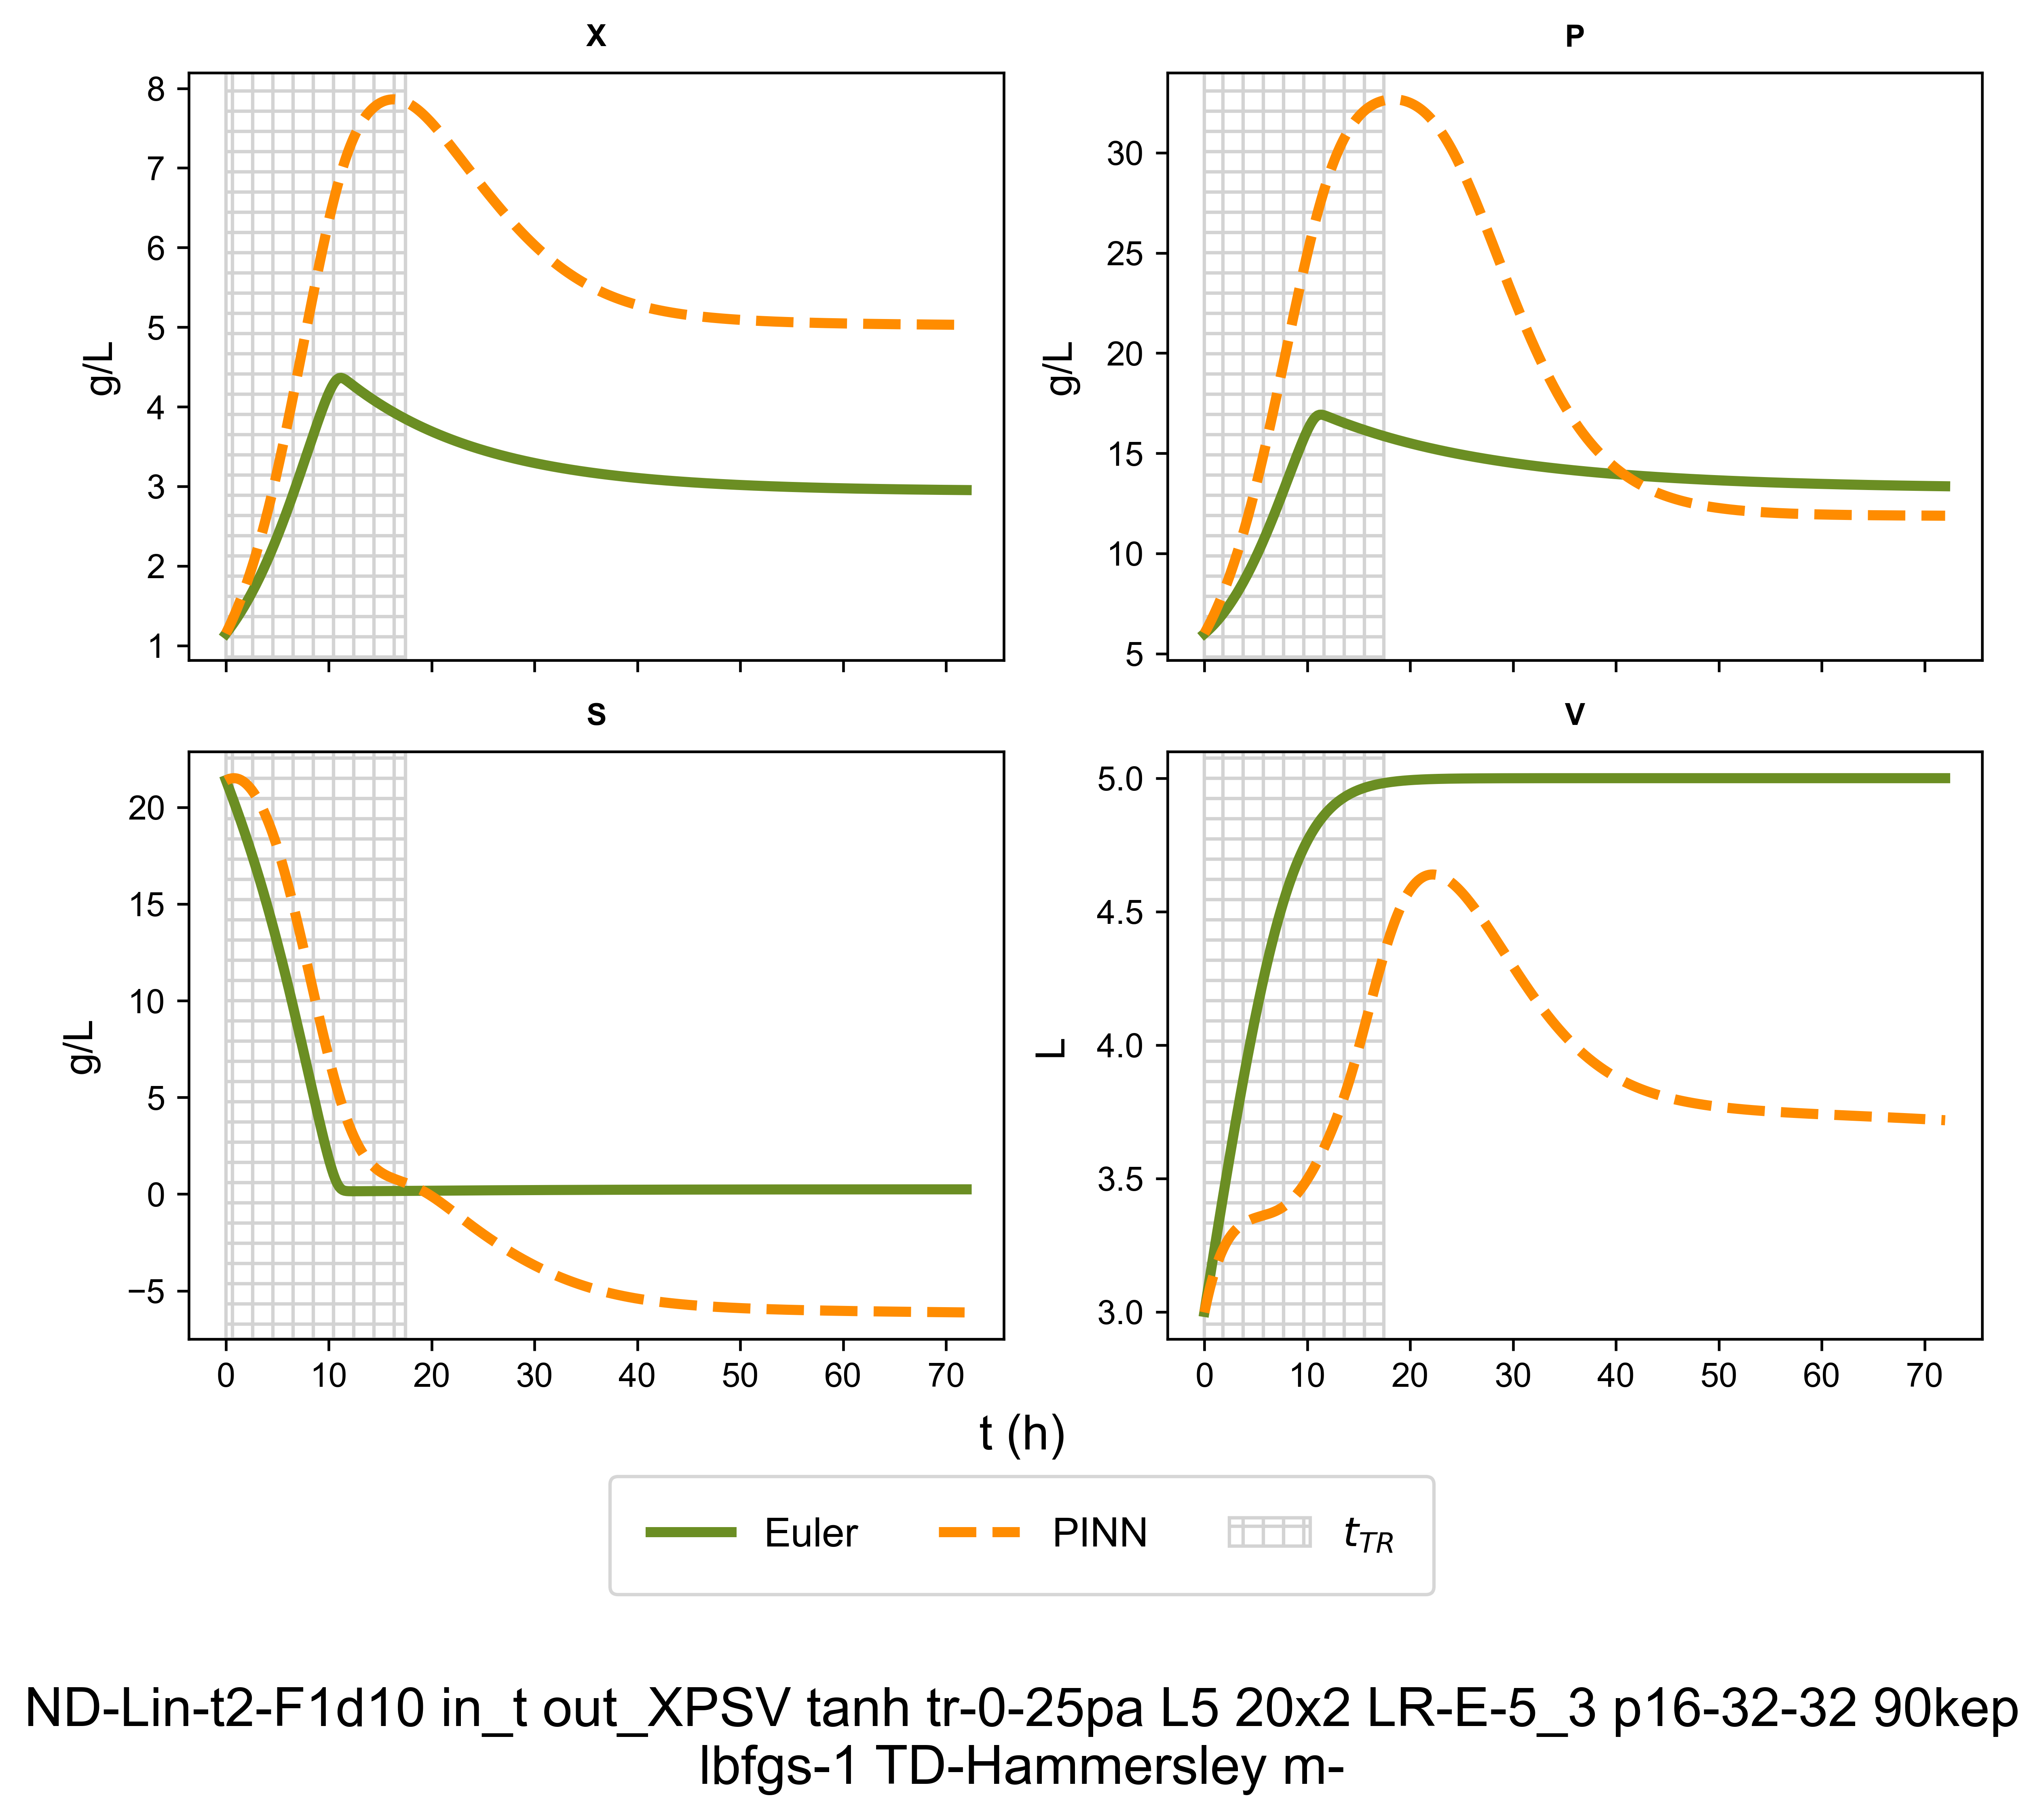 X
8
7
6
5
4
3
2
1
g/L
P
30
25
20
15
10
5
g/L
S
20
15
10
5
0
−5
g/L
0 10 20 30 40 50 60 70
V
5.0
4.5
4.0
3.5
3.0
L
0 10 20 30 40 50 60 70
t (h)
Euler PINN t_TR
ND-Lin-t2-F1d10 in_t out_XPSV tanh tr-0-25pa L5 20x2 LR-E-5_3 p16-32-32 90kep
lbfgs-1 TD-Hammersley m-